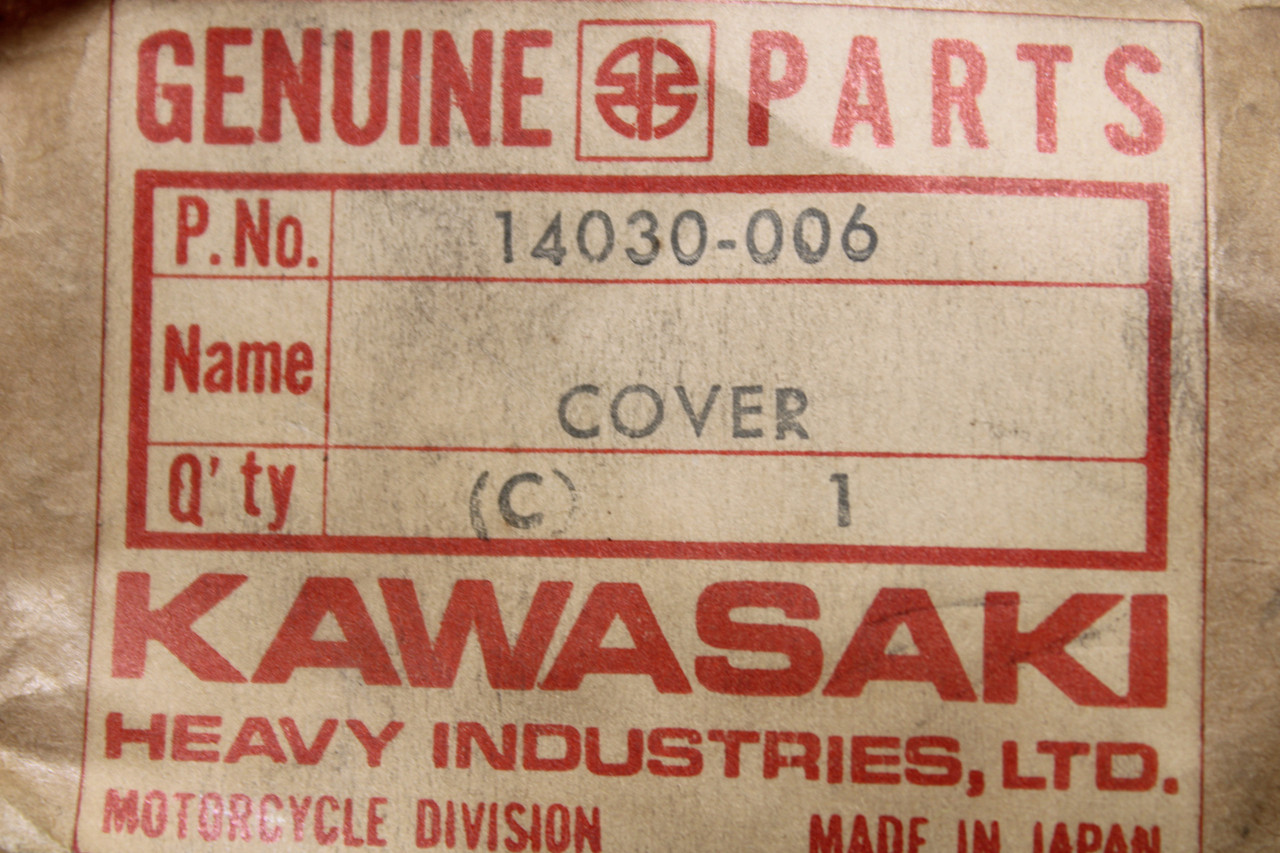 GENUINE PARTS
P.No. 14030-006
Name COVER
Q'ty (C) 1
KAWASAKI
HEAVY INDUSTRIES, LTD.
MOTORCYCLE DIVISION MADE IN JAPAN